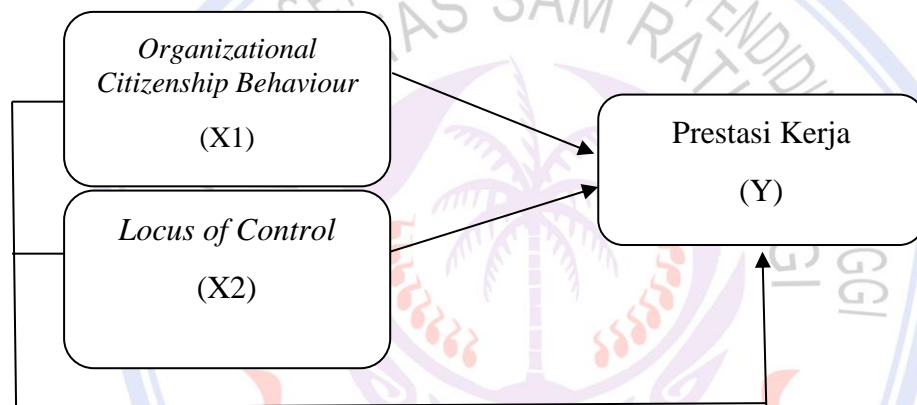 Organizational
Citizenship Behaviour
(X1)
Locus of Control
(X2)
Prestasi Kerja
(Y)